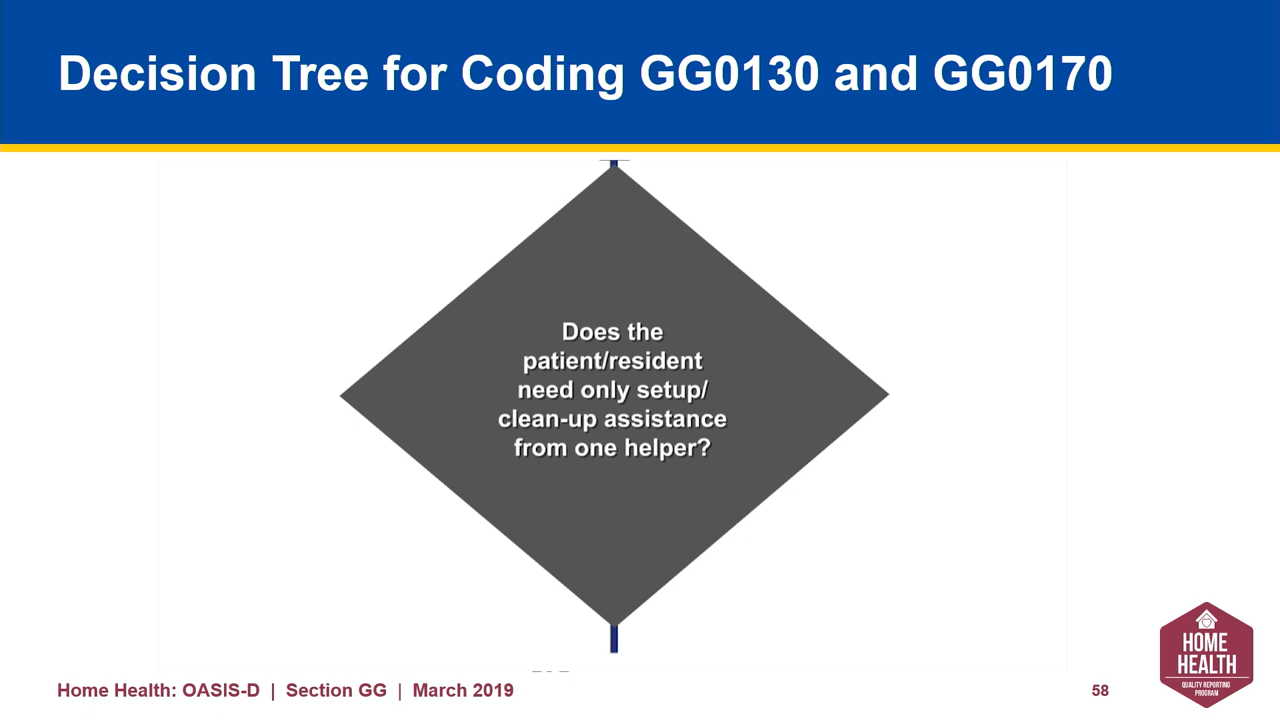 Decision Tree for Coding GG0130 and GG0170
Does the
patient/resident
need only setup/
clean-up assistance
from one helper?
Home Health: OASIS-D | Section GG | March 2019
58
HOME
HEALTH
QUALITY REPORTING
PROGRAM